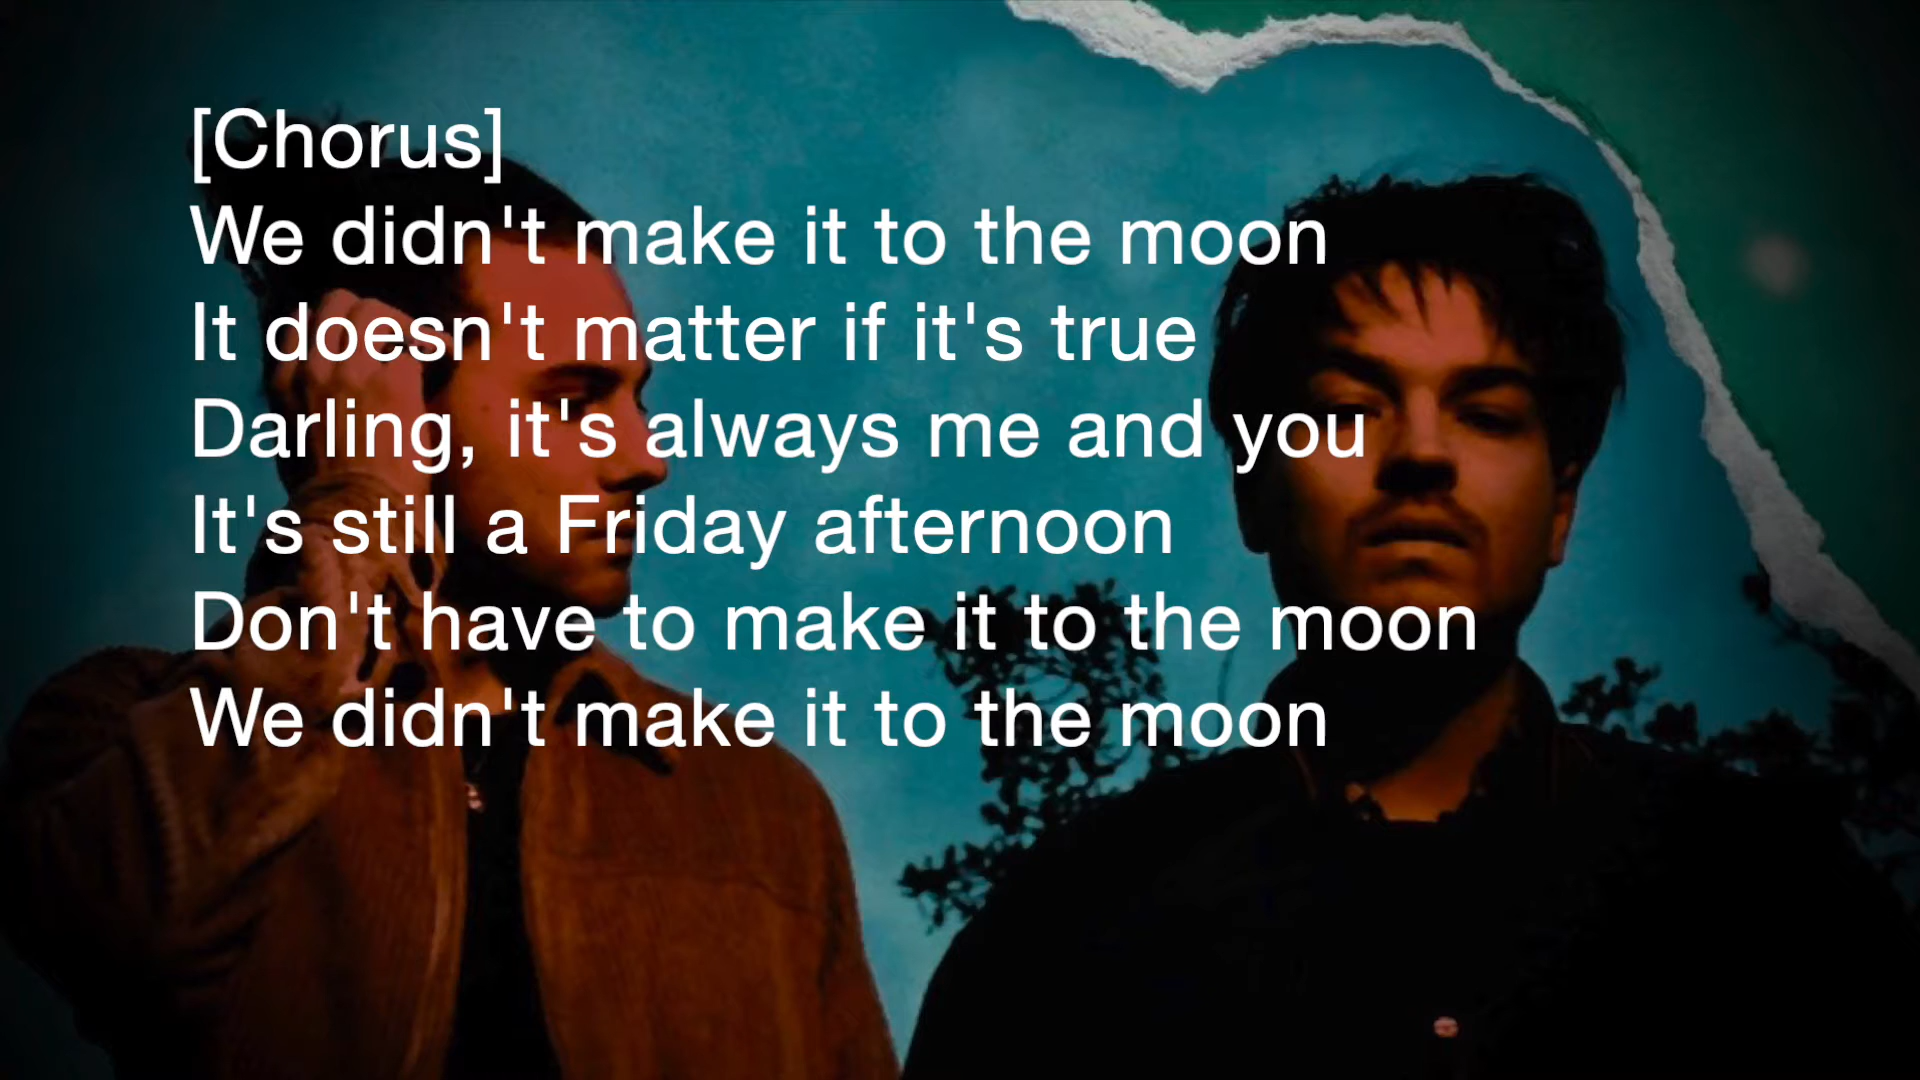 [Chorus]
We didn't make it to the moon
It doesn't matter if it's true
Darling, it's always me and you
It's still a Friday afternoon
Don't have to make it to the moon
We didn't make it to the moon